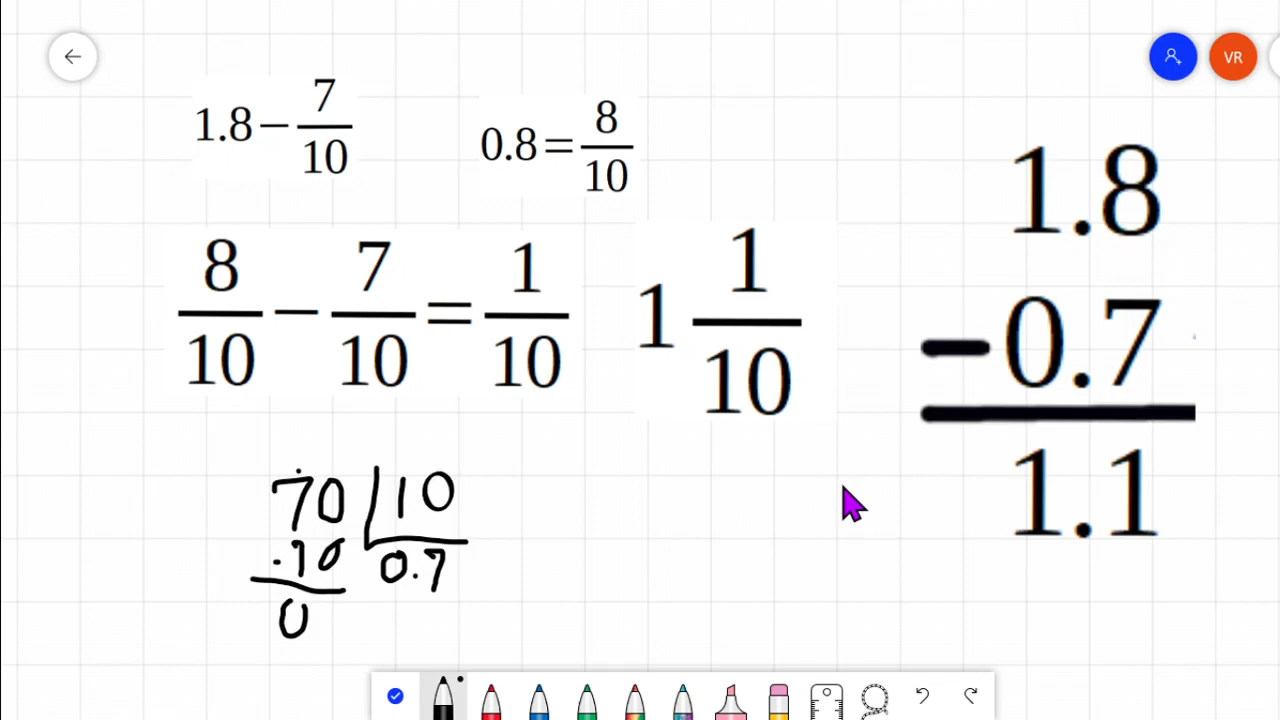 VR
1.8 − 7/10
0.8 = 8/10
8/10 − 7/10 = 1/10
1 1/10
1.8
-0.7
1.1
70 | 10
-70 0.7
0